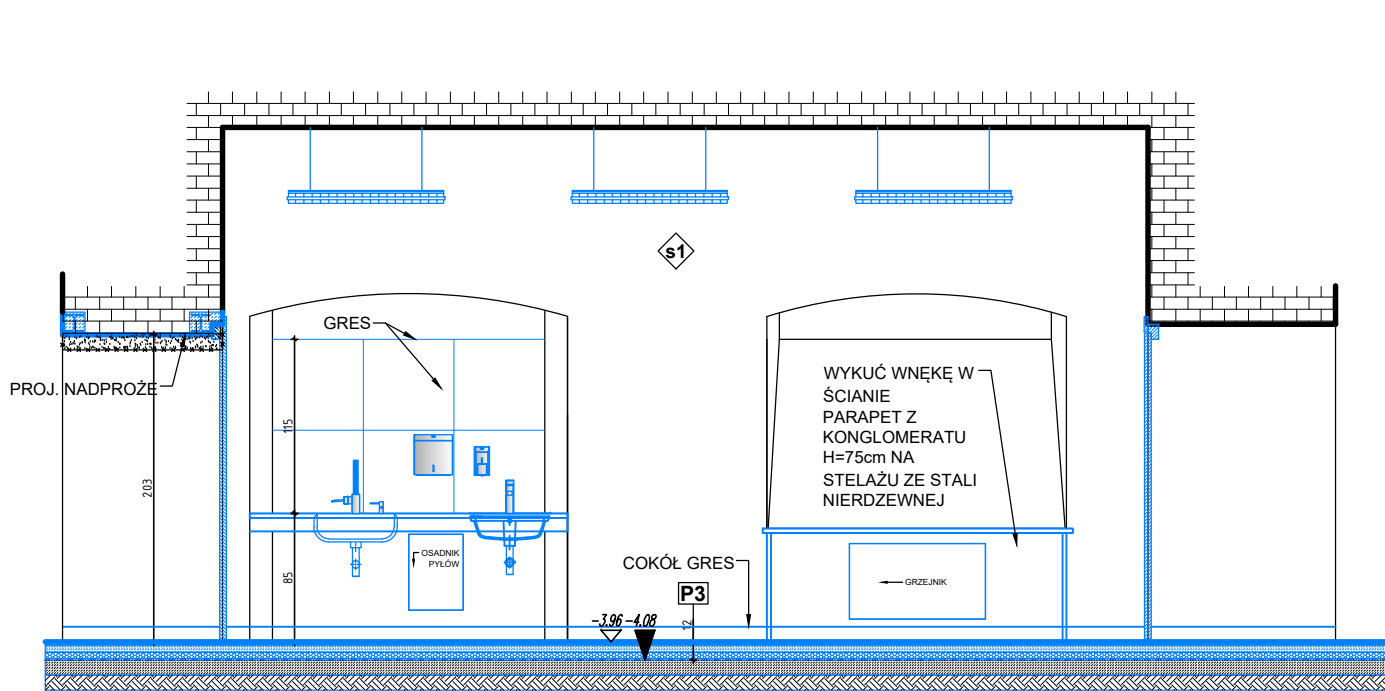 s1
GRES
PROJ. NADPROŻE
WYKUĆ WNĘKĘ W
ŚCIANIE
PARAPET Z
KONGLOMERATU
H=75cm NA
STELAŻU ZE STALI
NIERDZEWNEJ
115
203
OSADNIK
PYŁÓW
COKÓŁ GRES
85
GRZEJNIK
P3
-3.96
-4.08
12